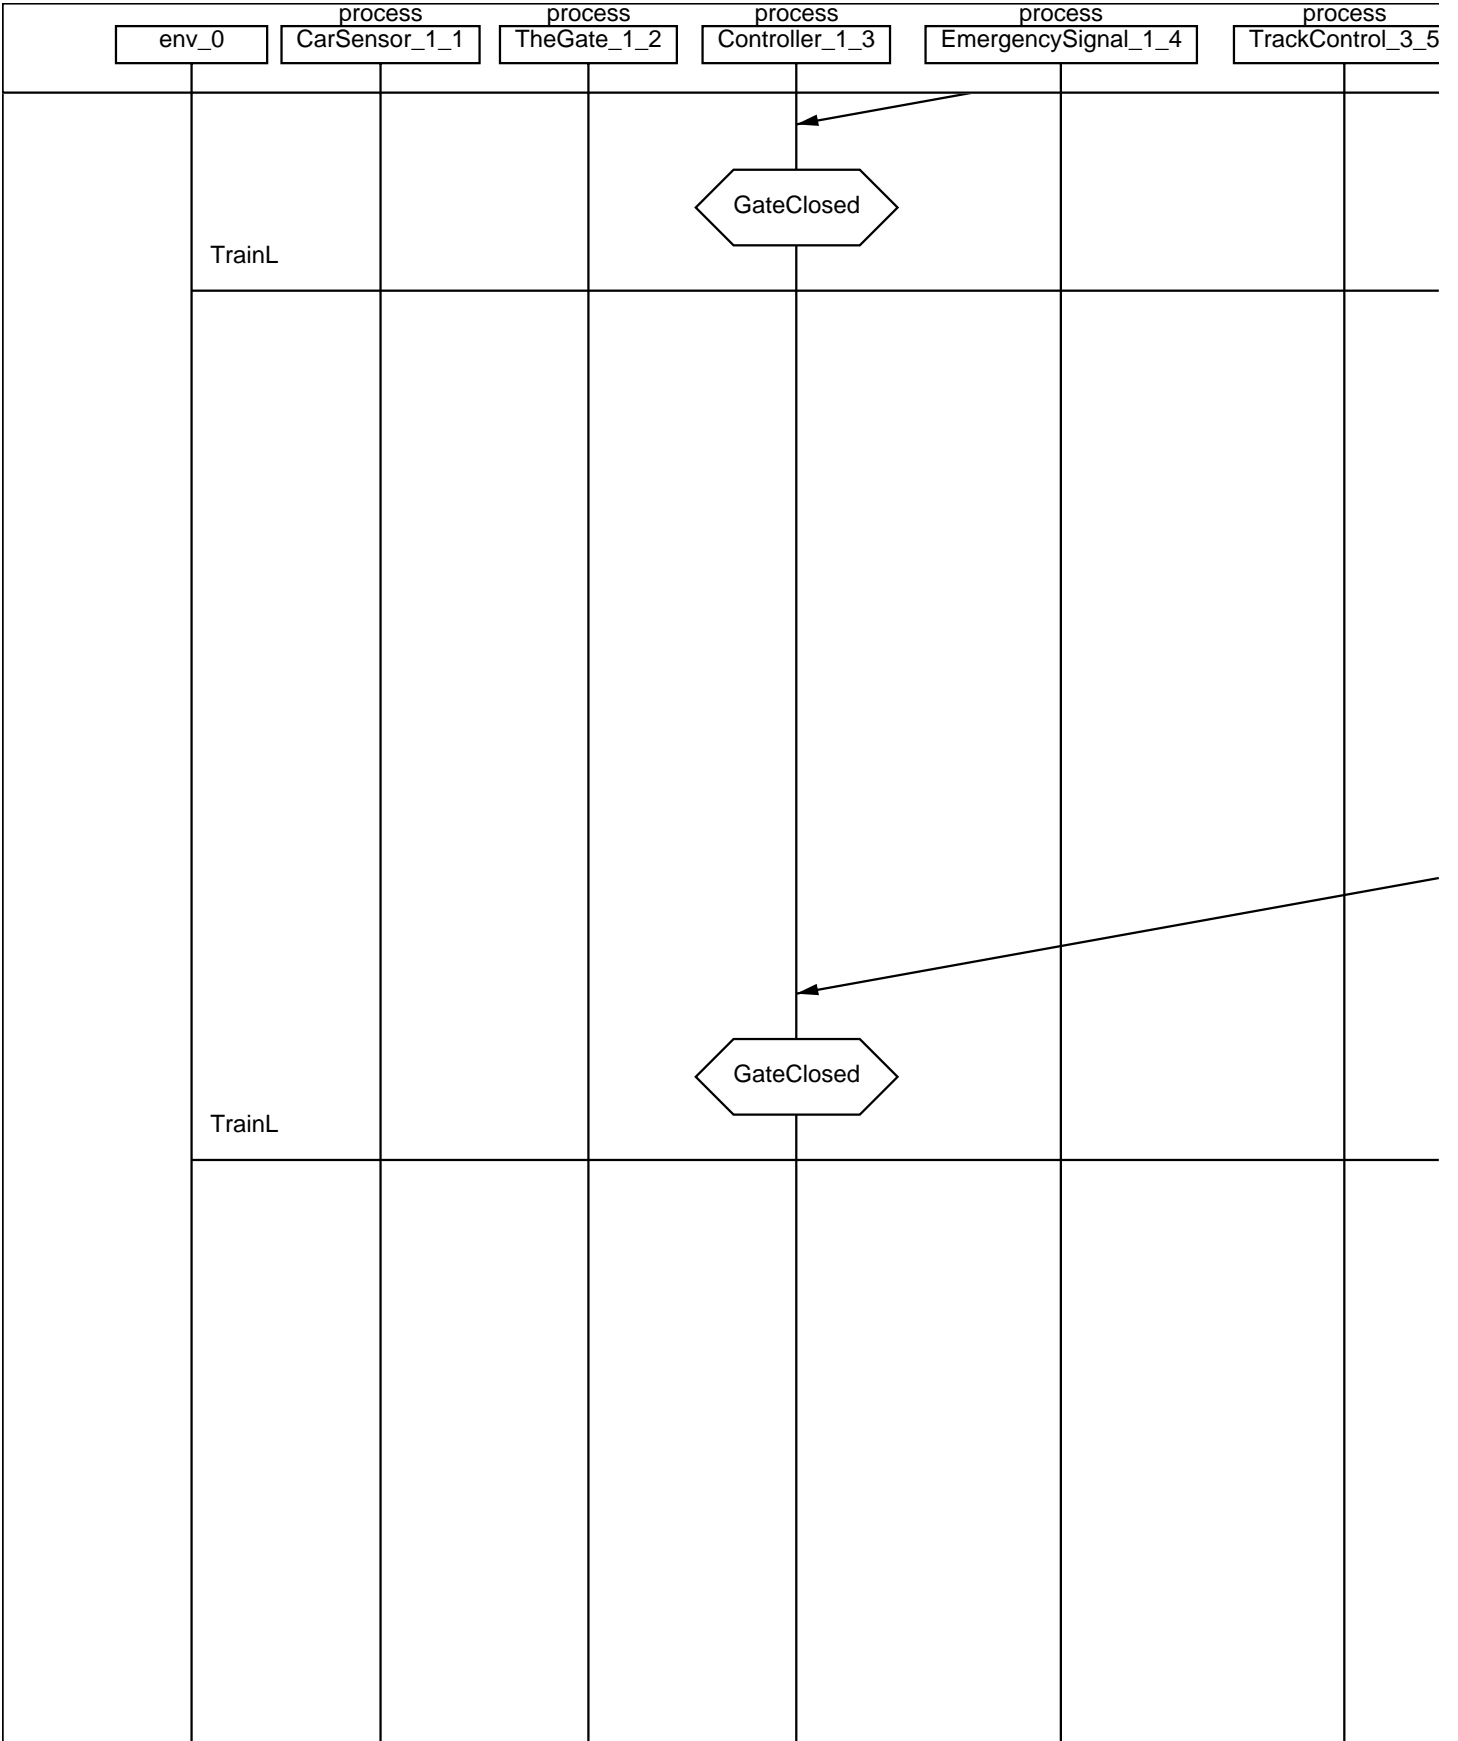 process process process process process
env_0 CarSensor_1_1 TheGate_1_2 Controller_1_3 EmergencySignal_1_4 TrackControl_3_5
GateClosed
TrainL
GateClosed
TrainL